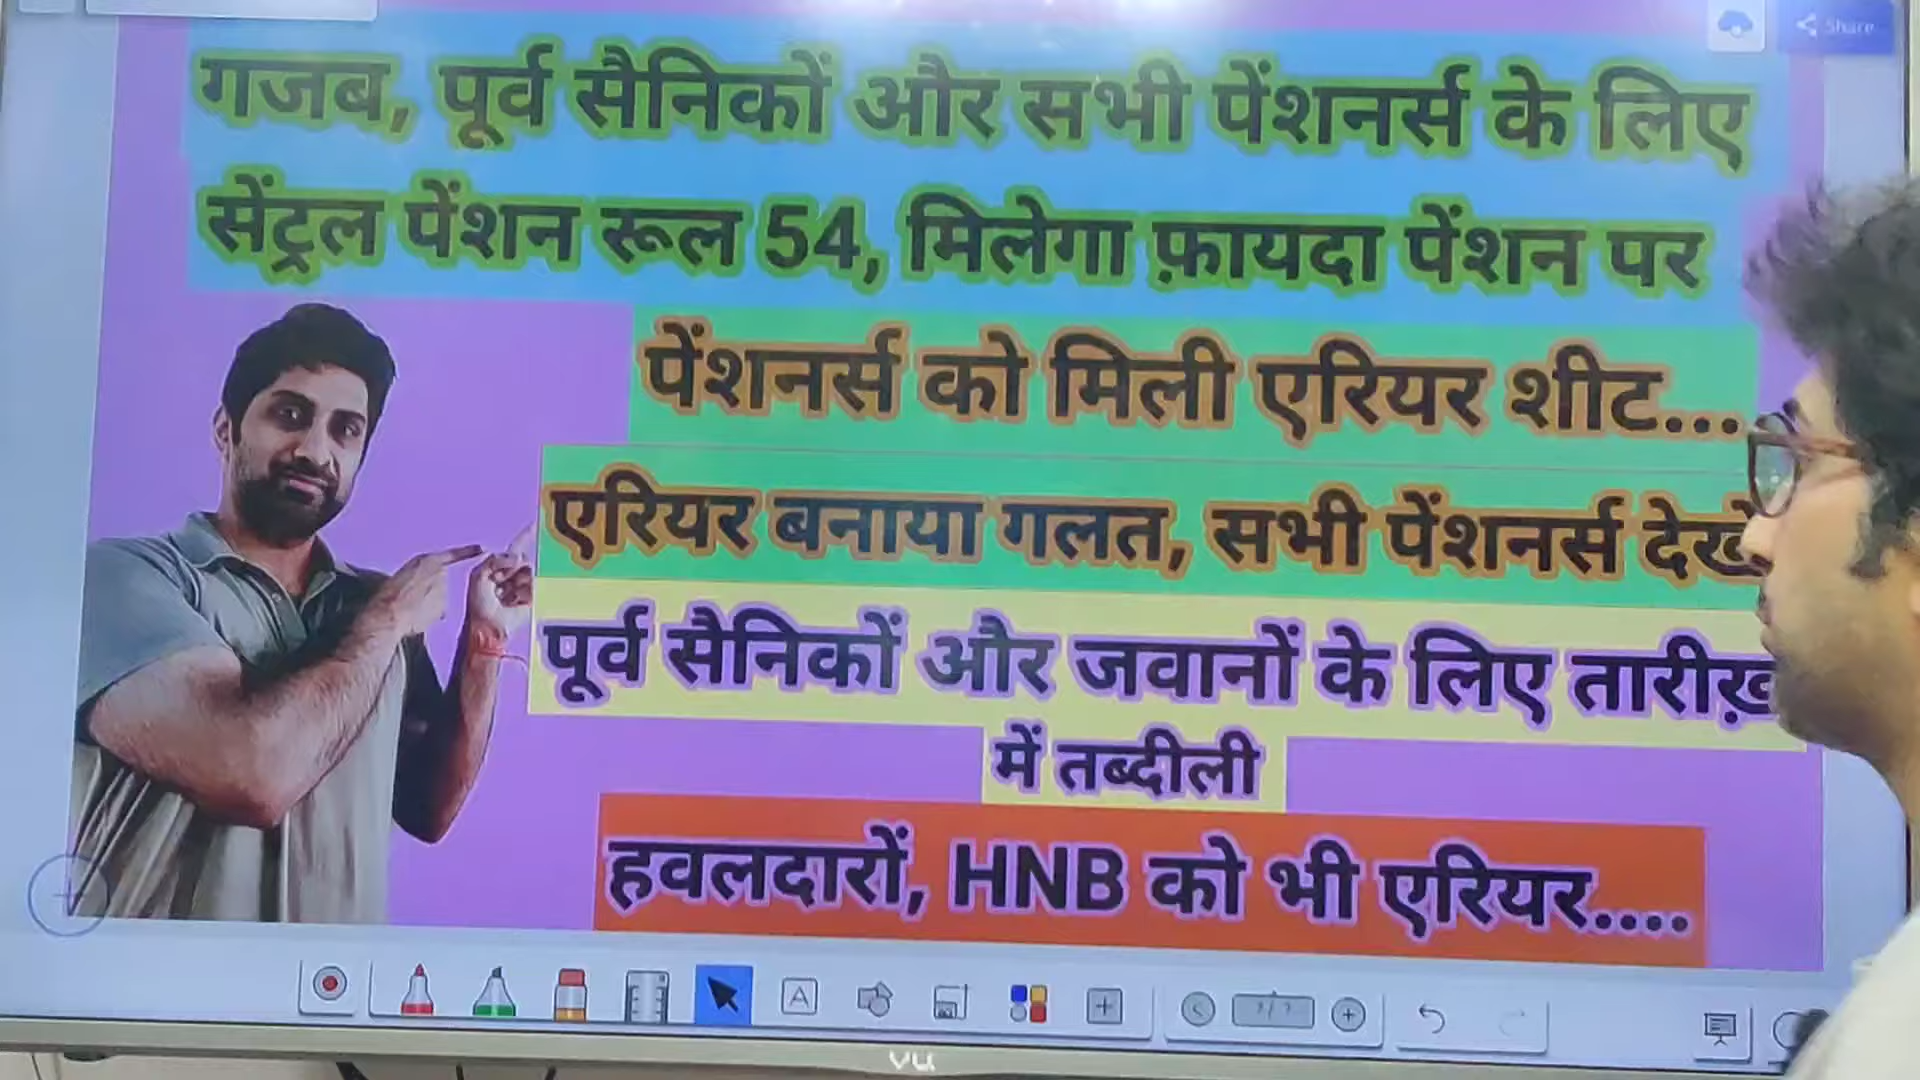 Share
गजब, पूर्व सैनिकों और सभी पेंशनर्स के लिए
सेंट्रल पेंशन रूल 54, मिलेगा फ़ायदा पेंशन पर
पेंशनर्स को मिली एरियर शीट...
एरियर बनाया गलत, सभी पेंशनर्स देखें
पूर्व सैनिकों और जवानों के लिए तारीख़
में तब्दीली
हवलदारों, HNB को भी एरियर....
A
vu